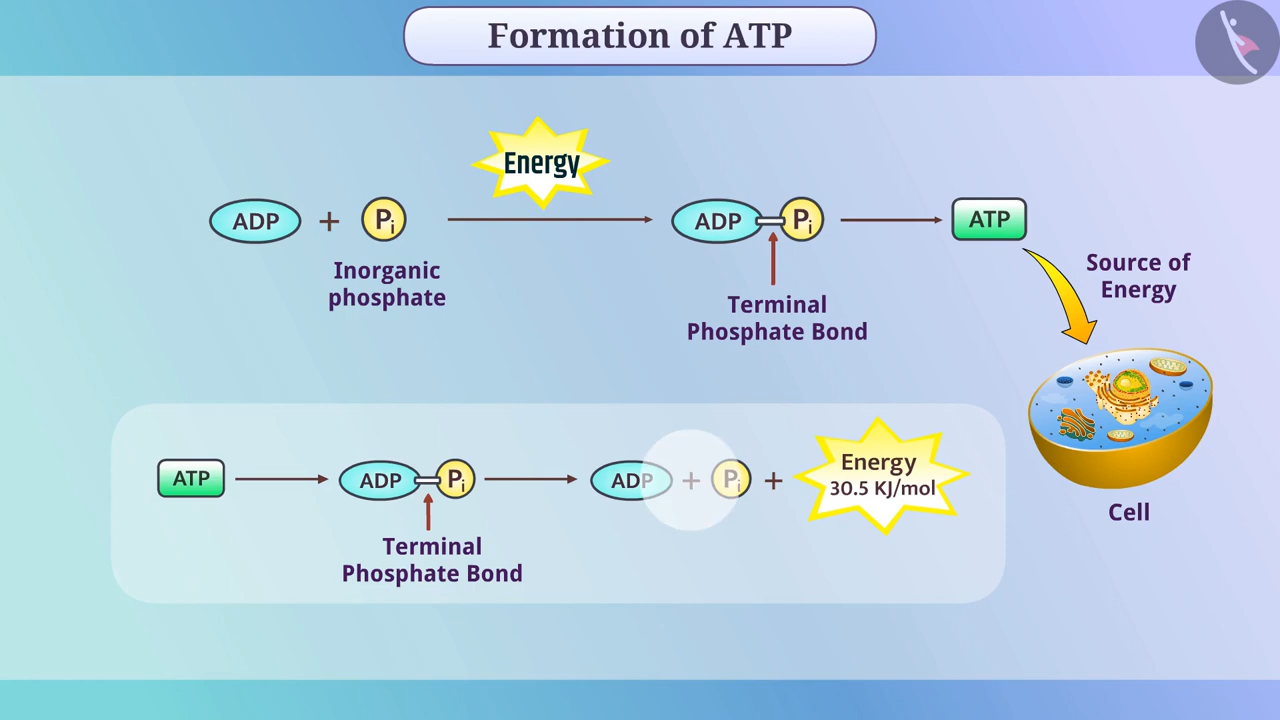 Formation of ATP
Energy
ADP + Pi ADP Pi ATP
Inorganic
phosphate
Terminal
Phosphate Bond
Source of
Energy
ATP ADP Pi ADP + Pi + Energy
30.5 KJ/mol
Terminal
Phosphate Bond
Cell